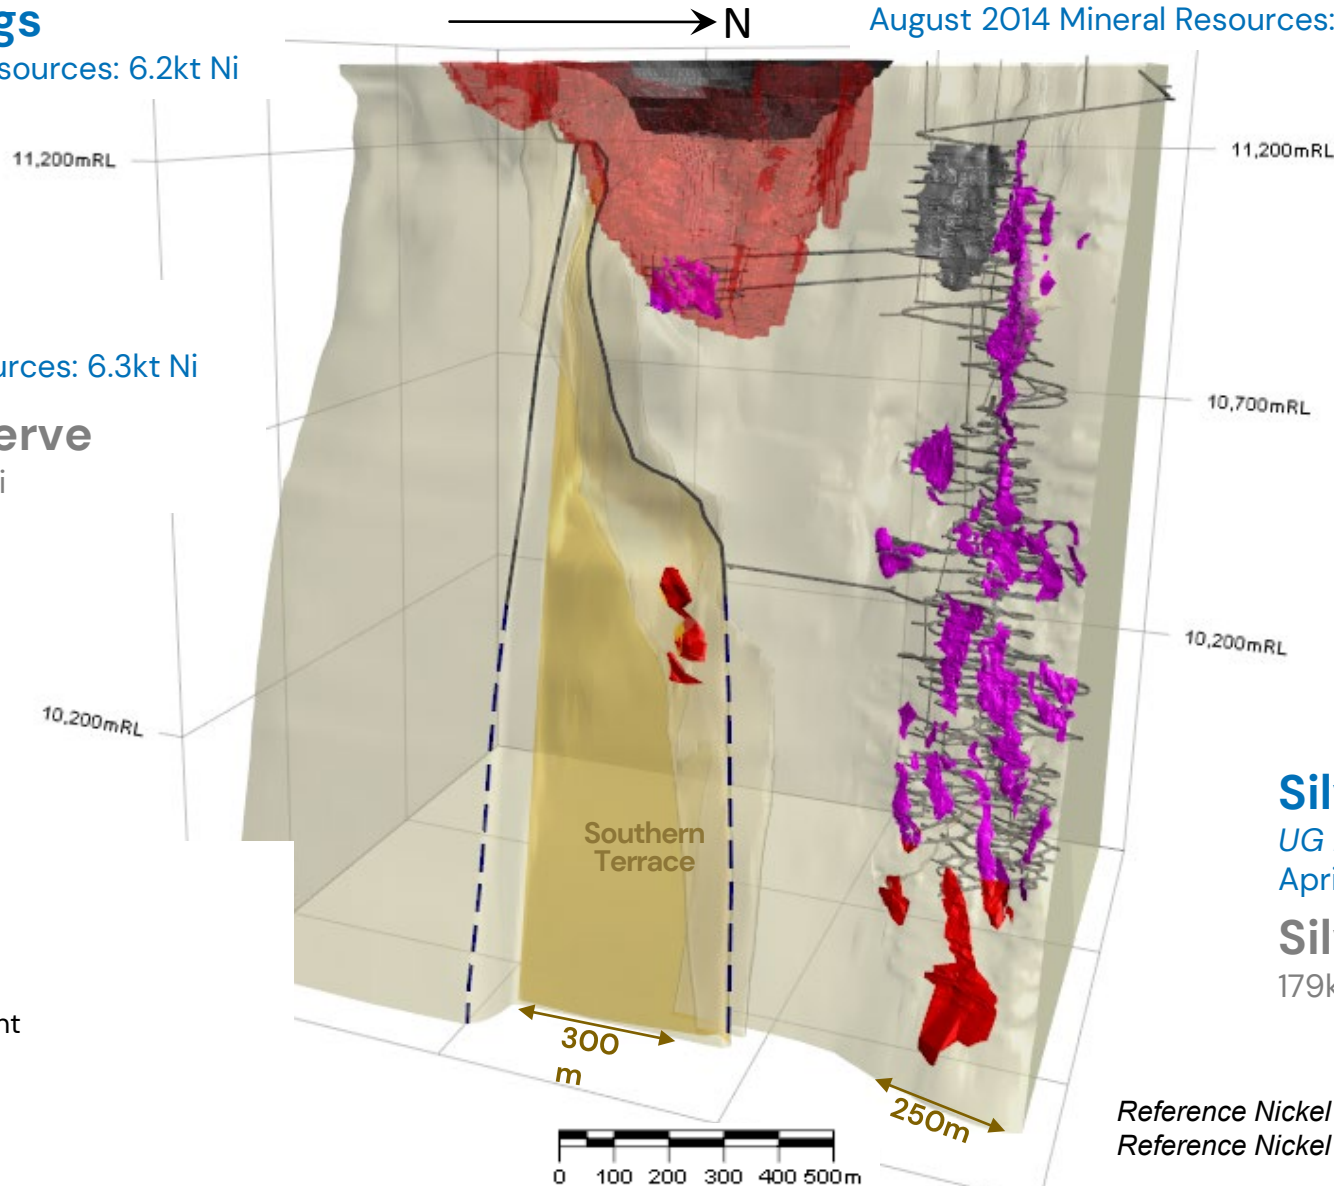 gs
sources: 6.2kt Ni
N
August 2014 Mineral Resources:
11,200mRL
11,200mRL
urces: 6.3kt Ni
erve
i
10,700mRL
10,200mRL
10,200mRL
Southern
Terrace
Sil
UG
Apri
Sil
179k
nt
300
m
250m
Reference Nickel
Reference Nickel
0 100 200 300 400 500m